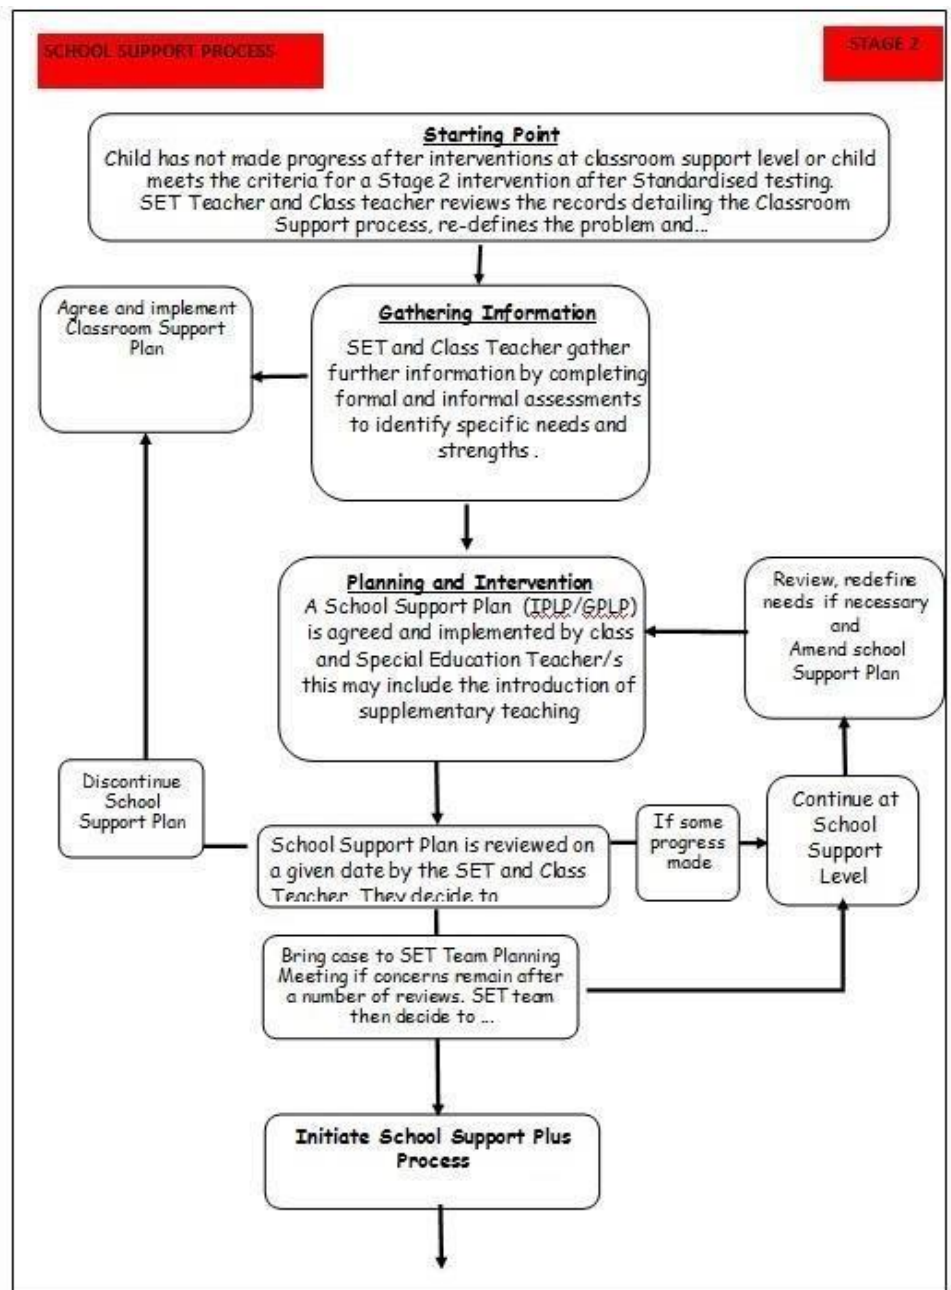 SCHOOL SUPPORT PROCESS
STAGE 2
Starting Point
Child has not made progress after interventions at classroom support level or child
meets the criteria for a Stage 2 intervention after Standardised testing.
SET Teacher and Class teacher reviews the records detailing the Classroom
Support process, re-defines the problem and...
Agree and implement
Classroom Support
Plan
Gathering Information
SET and Class Teacher gather
further information by completing
formal and informal assessments
to identify specific needs and
strengths .
Planning and Intervention
A School Support Plan (IPLP/GPLP)
is agreed and implemented by class
and Special Education Teacher/s
this may include the introduction of
supplementary teaching
Review, redefine
needs if necessary
and
Amend school
Support Plan
Discontinue
School
Support Plan
School Support Plan is reviewed on
a given date by the SET and Class
Teacher. They decide to
If some
progress
made
Continue at
School
Support
Level
Bring case to SET Team Planning
Meeting if concerns remain after
a number of reviews. SET team
then decide to ...
Initiate School Support Plus
Process